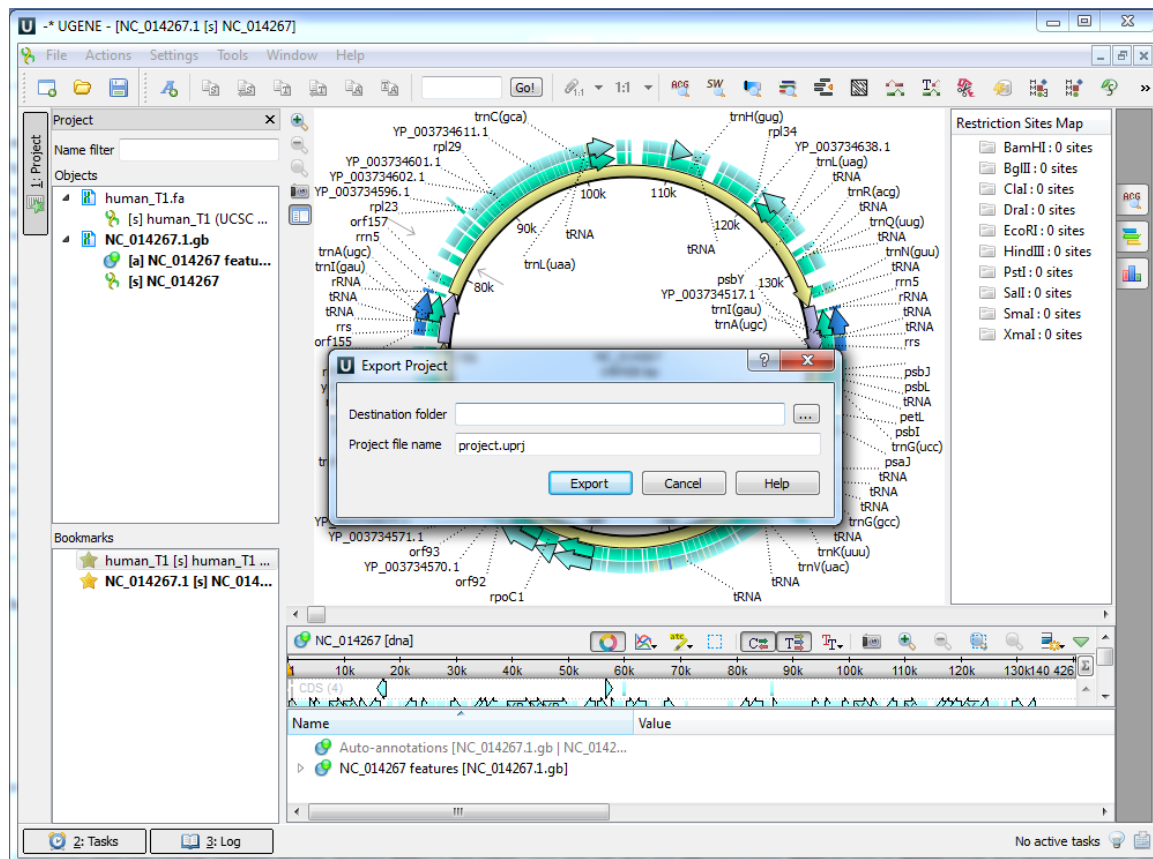 -* UGENE - [NC_014267.1 [s] NC_014267]
File Actions Settings Tools Window Help
Go! 1:1 »
1: Project
Project
Name filter
Objects
human_T1.fa
[s] human_T1 (UCSC ...
NC_014267.1.gb
[a] NC_014267 featu...
[s] NC_014267
Bookmarks
human_T1 [s] human_T1 ...
NC_014267.1 [s] NC_014...
trnC(gca)
YP_003734611.1
rpl29
YP_003734601.1
YP_003734602.1
YP_003734596.1
rpl23
orf157
rrn5
trnA(ugc)
trnI(gau)
rRNA
tRNA
rrs
orf155
trnL(uaa)
tRNA
80k
90k
100k
110k
120k
130k
trnH(gug)
rpl34
YP_003734638.1
trnL(uag)
tRNA
trnR(acg)
tRNA
trnQ(uug)
tRNA
trnN(guu)
tRNA
rrn5
rRNA
tRNA
tRNA
rrs
tRNA
psbY
YP_003734517.1
trnI(gau)
trnA(ugc)
psbJ
psbL
tRNA
petL
psbI
trnG(ucc)
psaJ
tRNA
tRNA
trnG(gcc)
tRNA
trnK(uuu)
trnV(uac)
tRNA
tRNA
YP_003734571.1
orf93
YP_003734570.1
orf92
rpoC1
Export Project
Destination folder
...
Project file name project.uprj
Export Cancel Help
Restriction Sites Map
BamHI : 0 sites
BglII : 0 sites
ClaI : 0 sites
DraI : 0 sites
EcoRI : 0 sites
HindIII : 0 sites
PstI : 0 sites
SalI : 0 sites
SmaI : 0 sites
XmaI : 0 sites
NC_014267 [dna]
1 10k 20k 30k 40k 50k 60k 70k 80k 90k 100k 110k 120k 130k 140 426
CDS (4)
Name Value
Auto-annotations [NC_014267.1.gb | NC_0142...
NC_014267 features [NC_014267.1.gb]
2: Tasks 3: Log No active tasks